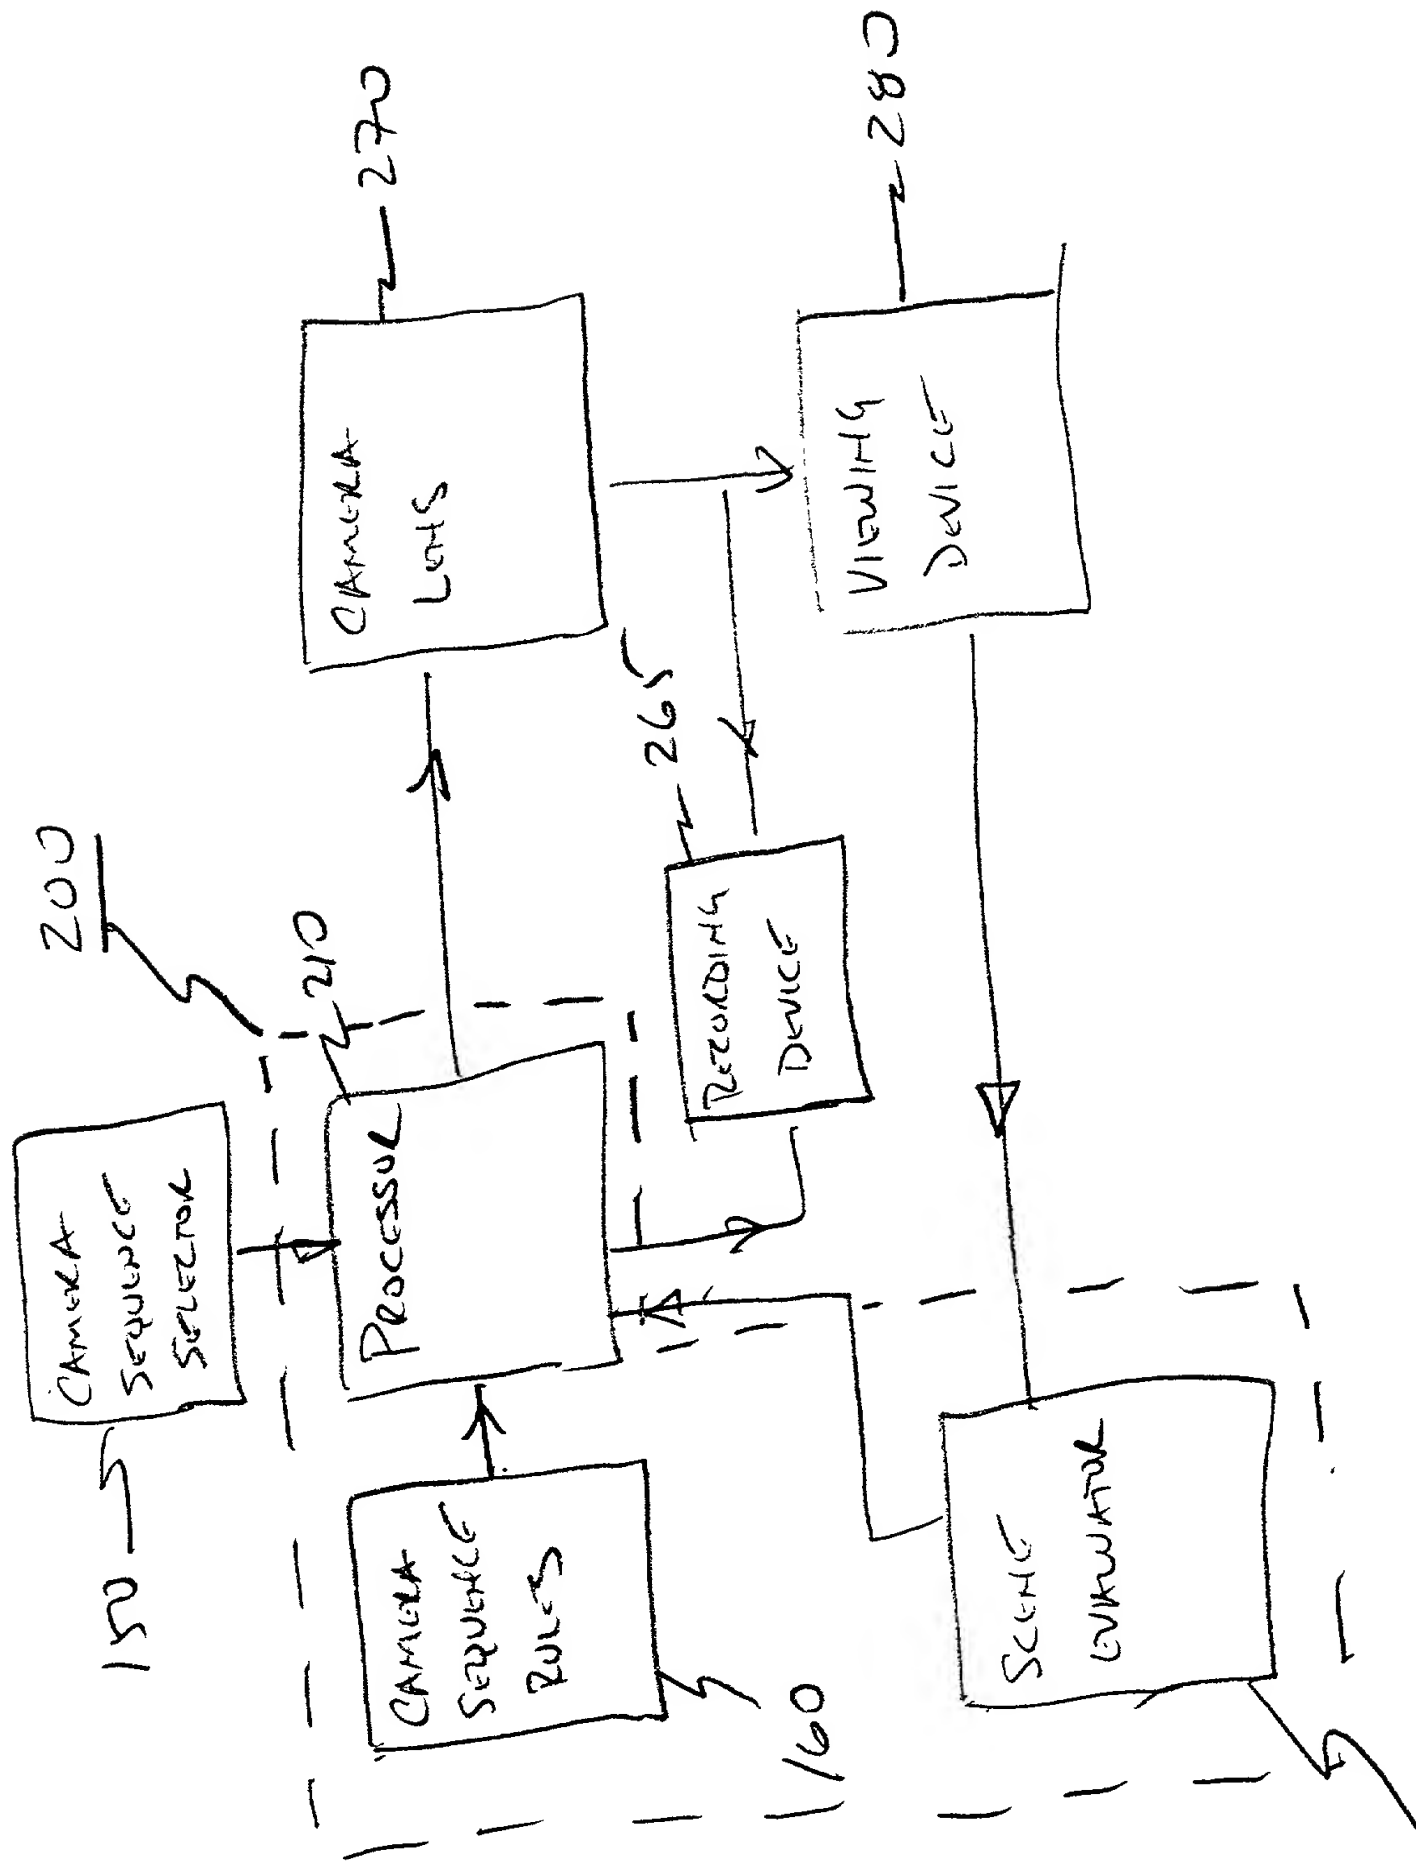 200
150
CAMERA
SEQUENCE
SELECTOR
210
PROCESSOR
CAMERA
SEQUENCE
RULES
160
CAMERA
LENS
270
265
RECORDING
DEVICE
VIEWING
DEVICE
280
SCENE
EVALUATOR